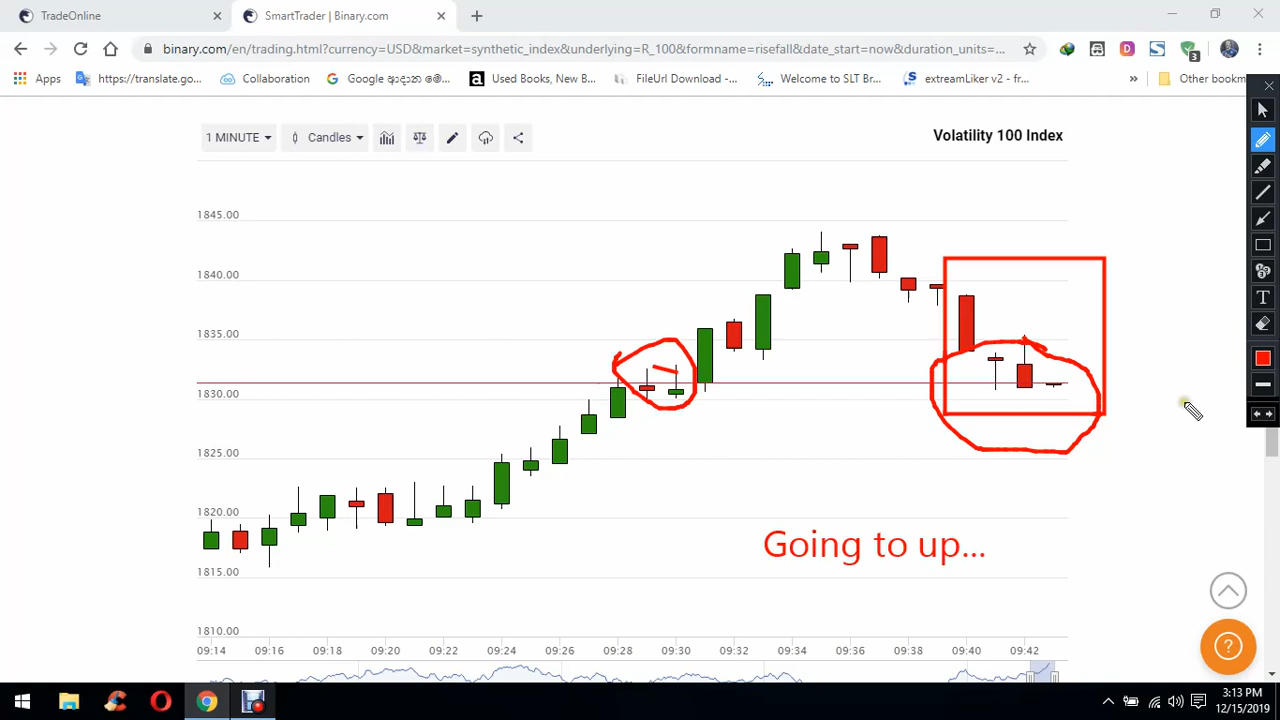 TradeOnline
SmartTrader | Binary.com
binary.com/en/trading.html?currency=USD&market=synthetic_index&underlying=R_100&formname=risefall&date_start=now&duration_units=...
Apps
https://translate.go...
Collaboration
Google ආදාන මෙ...
Used Books, New B...
FileUrl Download -...
Welcome to SLT Br...
extreamLiker v2 - fr...
»
Other bookm
1 MINUTE
Candles
Volatility 100 Index
1845.00
1840.00
1835.00
1830.00
1825.00
1820.00
1815.00
1810.00
Going to up...
09:14 09:16 09:18 09:20 09:22 09:24 09:26 09:28 09:30 09:32 09:34 09:36 09:38 09:40 09:42
3:13 PM
12/15/2019